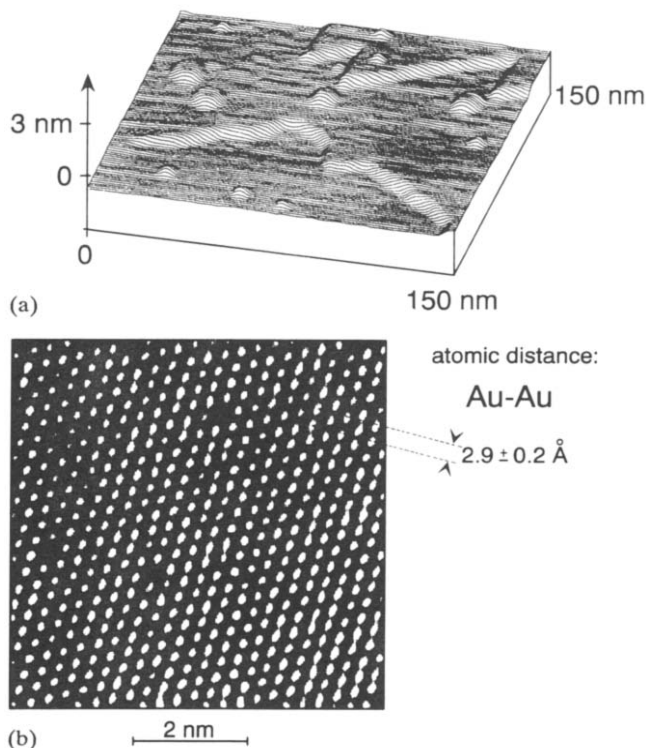 3 nm
0
0
150 nm
150 nm
(a)
atomic distance:
Au-Au
2.9 ± 0.2 Å
(b)
2 nm